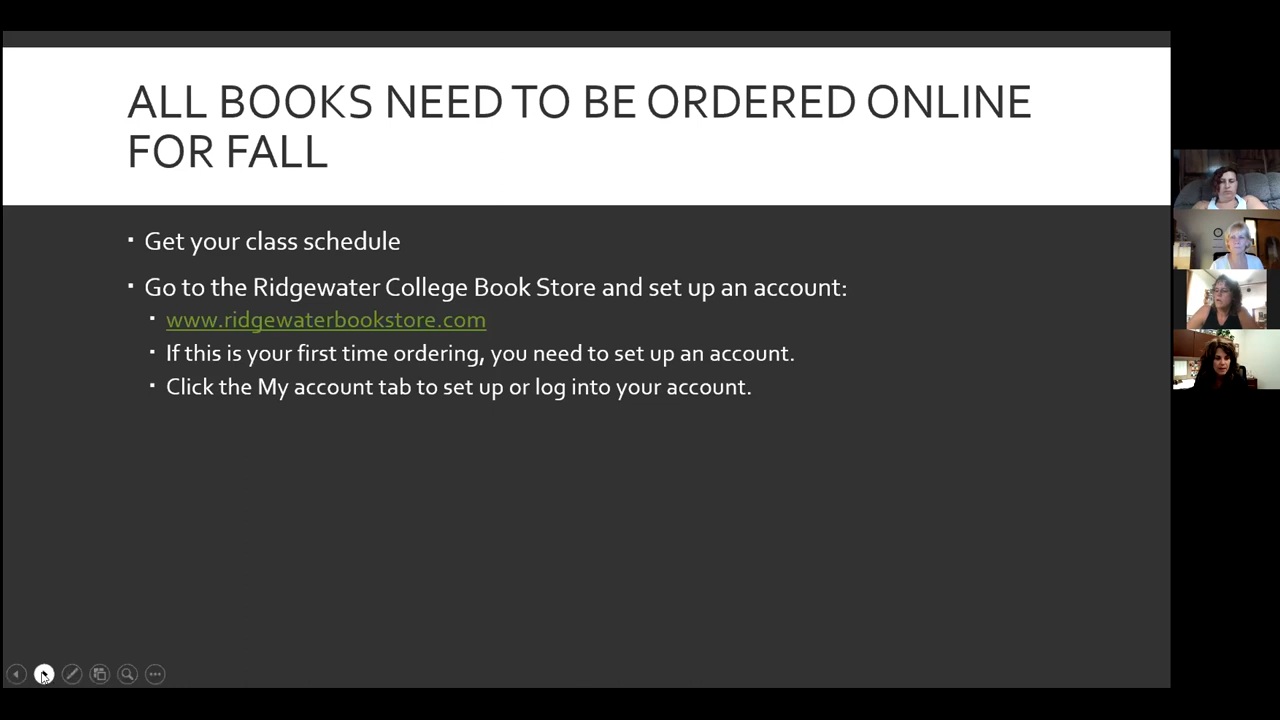 ALL BOOKS NEED TO BE ORDERED ONLINE
FOR FALL
▪ Get your class schedule
▪ Go to the Ridgewater College Book Store and set up an account:
▪ www.ridgewaterbookstore.com
▪ If this is your first time ordering, you need to set up an account.
▪ Click the My account tab to set up or log into your account.